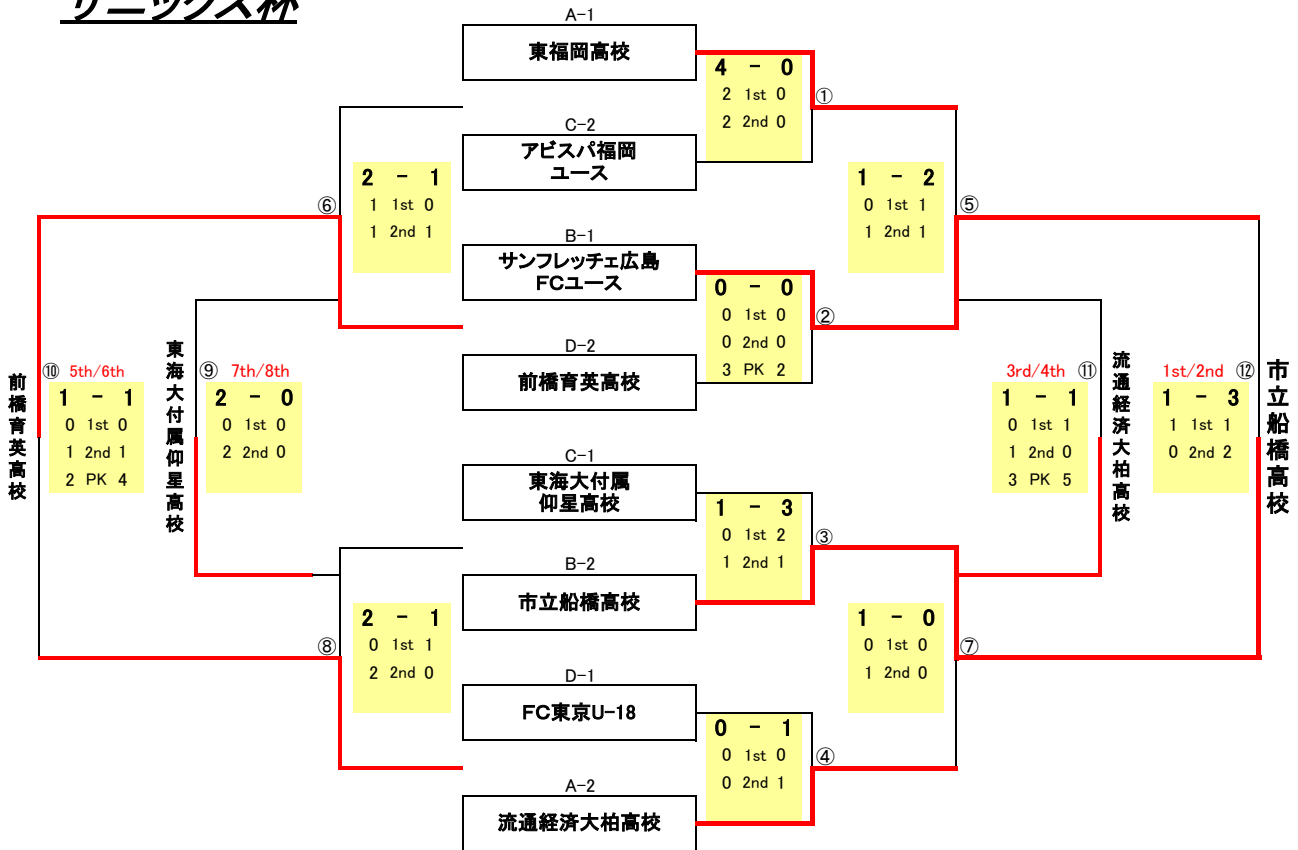 サニックス杯
A-1
東福岡高校
4 - 0
2 1st 0
2 2nd 0
①
C-2
アビスパ福岡
ユース
2 - 1
1 1st 0
1 2nd 1
⑥
1 - 2
0 1st 1
1 2nd 1
⑤
B-1
サンフレッチェ広島
FCユース
0 - 0
0 1st 0
0 2nd 0
3 PK 2
②
D-2
前橋育英高校
前橋育英高校
⑩ 5th/6th
1 - 1
0 1st 0
1 2nd 1
2 PK 4
東海大付属仰星高校
⑨ 7th/8th
2 - 0
0 1st 0
2 2nd 0
3rd/4th ⑪
1 - 1
0 1st 1
1 2nd 0
3 PK 5
流通経済大柏高校
1st/2nd ⑫
1 - 3
1 1st 1
0 2nd 2
市立船橋高校
C-1
東海大付属
仰星高校
1 - 3
0 1st 2
1 2nd 1
③
B-2
市立船橋高校
2 - 1
0 1st 1
2 2nd 0
⑧
1 - 0
0 1st 0
1 2nd 0
⑦
D-1
FC東京U-18
0 - 1
0 1st 0
0 2nd 1
④
A-2
流通経済大柏高校